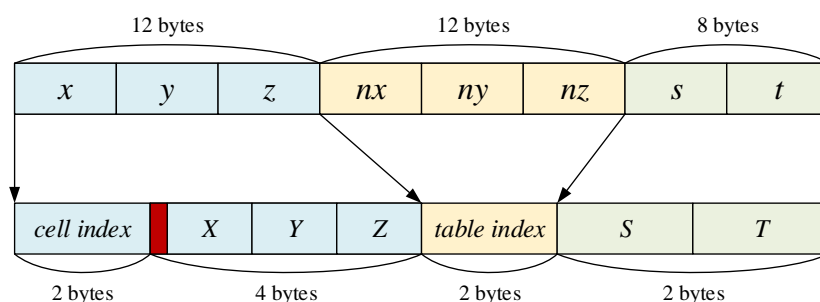 12 bytes 12 bytes 8 bytes
x y z nx ny nz s t
cell index X Y Z table index S T
2 bytes 4 bytes 2 bytes 2 bytes